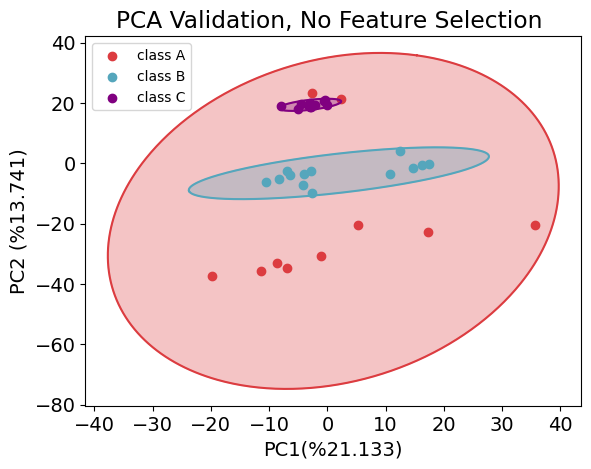 PCA Validation, No Feature Selection
class A
class B
class C
40
20
0
−20
−40
−60
−80
PC2 (%13.741)
−40 −30 −20 −10 0 10 20 30 40
PC1(%21.133)